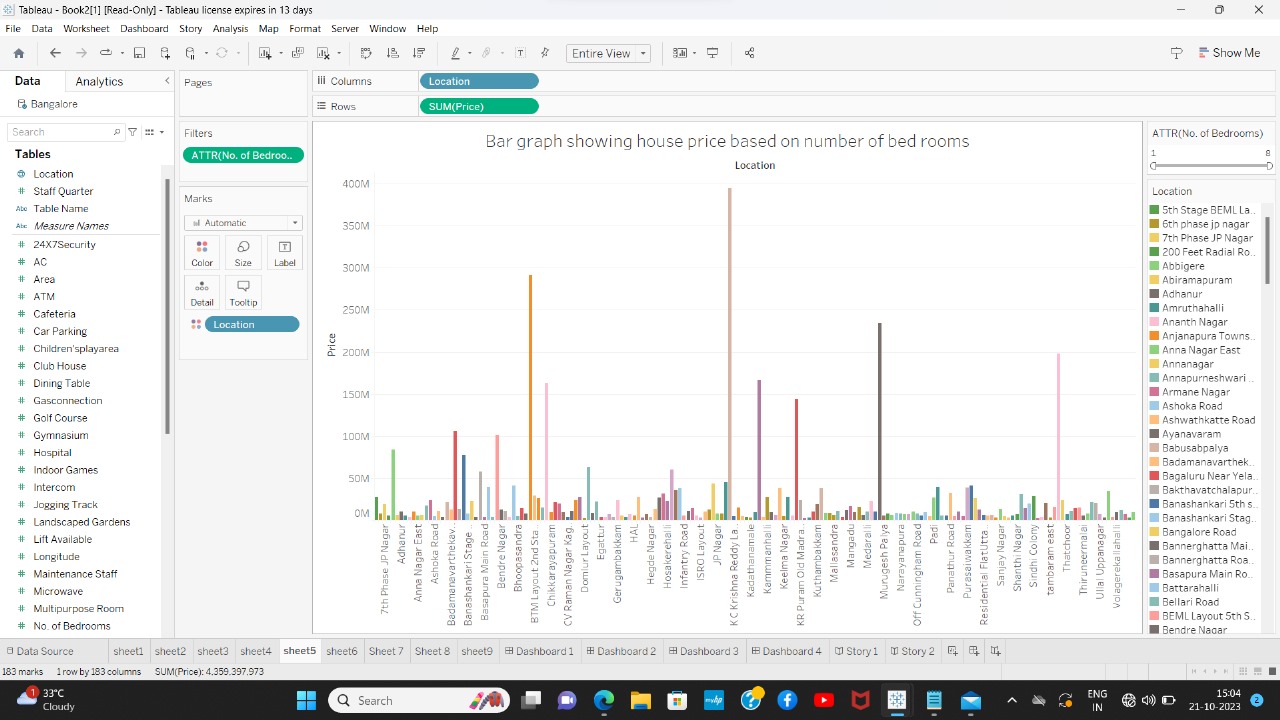 Tableau - Book2[1] [Read-Only] - Tableau license expires in 13 days
File Data Worksheet Dashboard Story Analysis Map Format Server Window Help
Entire View
Show Me
Data
Analytics
Bangalore
Search
Tables
Location
Staff Quarter
Abc Table Name
Abc Measure Names
24X7Security
AC
Area
ATM
Cafeteria
Car Parking
Children'splayarea
Club House
Dining Table
Gasconnection
Golf Course
Gymnasium
Hospital
Indoor Games
Intercom
Jogging Track
Landscaped Gardens
Lift Available
Longitude
Maintenance Staff
Microwave
Multipurpose Room
No. of Bedrooms
Pages
Filters
ATTR(No. of Bedroo..
Marks
Automatic
Color
Size
Label
Detail
Tooltip
Location
Columns
Location
Rows
SUM(Price)
Bar graph showing house price based on number of bed rooms
Location
Price
400M
350M
300M
250M
200M
150M
100M
50M
0M
7th Phase JP Nagar
Adhanur
Anna Nagar East
Ashoka Road
Badamanavarthek..
Banashankari Stage..
Basapura Main Road
Bendre Nagar
Bhoopasandra
BTM Layout 2nd Sta..
Chikkarayapuram
CV Raman Nagar Kag..
Domlur Layout
Egattur
Gerugambakkam
HAL
Hegde Nagar
Hosakerehalli
Infantry Road
ISRO Layout
JP Nagar
K C Krishna Reddy La..
Kadathanamale
Kammmanahalli
Keelma Nagar
KR Puram Old Madra..
Kuthambakkam
Mallasandra
Mangadu
Medaralli
Murugesh Palya
Narayanapura
Off Cunningham Road
Padi
Panathur Road
Purasaiwakkam
Residential Flat Utta..
Sanjay Nagar
Shanthi Nagar
Sindhi Colony
tambaram east
Thatchoor
Thirunermalai
Ullal Uppanagar
Volagerekallahalli
ATTR(No. of Bedrooms)
1 8
Location
5th Stage BEML La..
6th phase jp nagar
7th Phase JP Nagar
200 Feet Radial Ro..
Abbigere
Abiramapuram
Adhanur
Amruthahalli
Ananth Nagar
Anjanapura Towns..
Anna Nagar East
Annanagar
Annapurneshwari ..
Armane Nagar
Ashoka Road
Ashwathkatte Road
Ayanavaram
Babusabpalya
Badamanavarthek..
Bagaluru Near Yela..
Bakthavatchalapur..
Banashankari 5th s..
Banashankari Stag..
Bangalore Road
Bannerghatta Mai..
Bannerghatta Roa..
Basapura Main Ro..
Battarahalli
Bellari Road
BEML Layout 5th S..
Bendre Nagar
Data Source sheet1 sheet2 sheet3 sheet4 sheet5 sheet6 Sheet 7 Sheet 8 sheet9 Dashboard 1 Dashboard 2 Dashboard 3 Dashboard 4 Story 1 Story 2
183 marks 1 row by 183 columns SUM(Price): 4,359,397,973
1
33°C
Cloudy
Search
ENG
IN
15:04
21-10-2023
2